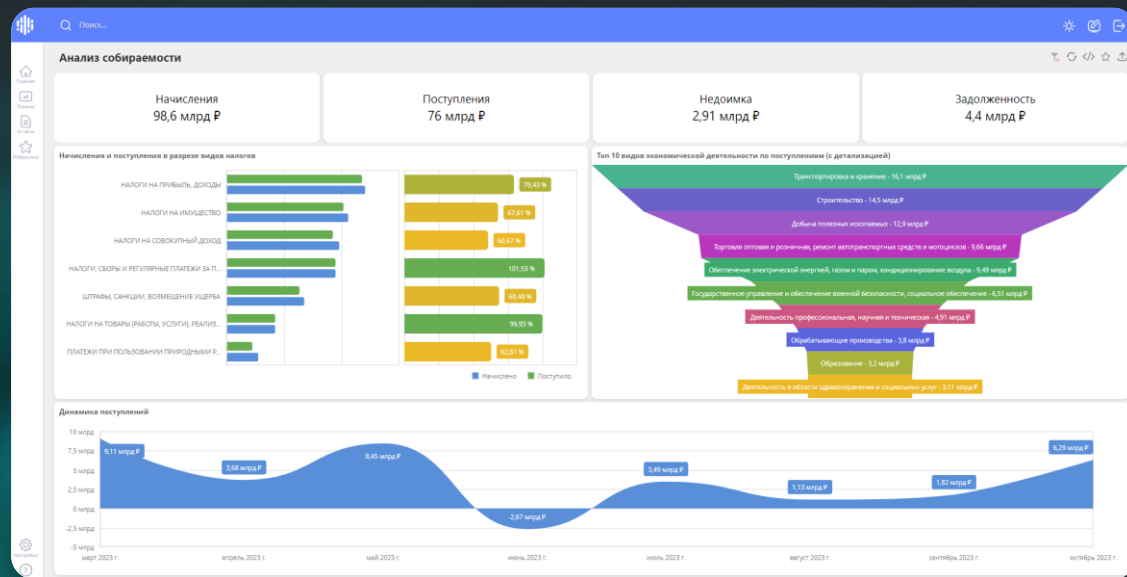 Поиск...
Анализ собираемости
Главная
Панели
Отчёты
Избранное
Начисления
98,6 млрд ₽
Поступления
76 млрд ₽
Недоимка
2,91 млрд ₽
Задолженность
4,4 млрд ₽
Начисления и поступления в разрезе видов налогов
НАЛОГИ НА ПРИБЫЛЬ, ДОХОДЫ
79,43 %
НАЛОГИ НА ИМУЩЕСТВО
67,61 %
НАЛОГИ НА СОВОКУПНЫЙ ДОХОД
60,67 %
НАЛОГИ, СБОРЫ И РЕГУЛЯРНЫЕ ПЛАТЕЖИ ЗА П...
101,53 %
ШТРАФЫ, САНКЦИИ, ВОЗМЕЩЕНИЕ УЩЕРБА
68,40 %
НАЛОГИ НА ТОВАРЫ (РАБОТЫ, УСЛУГИ), РЕАЛИЗ...
99,93 %
ПЛАТЕЖИ ПРИ ПОЛЬЗОВАНИИ ПРИРОДНЫМИ Р...
62,81 %
Начислено
Поступило
Топ 10 видов экономической деятельности по поступлениям (с детализацией)
Транспортировка и хранение - 16,1 млрд ₽
Строительство - 14,5 млрд ₽
Добыча полезных ископаемых - 12,9 млрд ₽
Торговля оптовая и розничная, ремонт автотранспортных средств и мотоциклов - 9,66 млрд ₽
Обеспечение электрической энергией, газом и паром, кондиционирование воздуха - 9,49 млрд ₽
Государственное управление и обеспечение военной безопасности, социальное обеспечение - 6,51 млрд ₽
Деятельность профессиональная, научная и техническая - 4,91 млрд ₽
Обрабатывающие производства - 3,8 млрд ₽
Образование - 5,2 млрд ₽
Деятельность в области здравоохранения и социальных услуг - 3,11 млрд ₽
Динамика поступлений
10 млрд
7,5 млрд
5 млрд
2,5 млрд
0 млрд
-2,5 млрд
-5 млрд
9,11 млрд ₽
3,68 млрд ₽
8,45 млрд ₽
-2,67 млрд ₽
3,49 млрд ₽
1,13 млрд ₽
1,82 млрд ₽
6,29 млрд ₽
март 2023 г.
апрель 2023 г.
май 2023 г.
июнь 2023 г.
июль 2023 г.
август 2023 г.
сентябрь 2023 г.
октябрь 2023 г.
Настройки